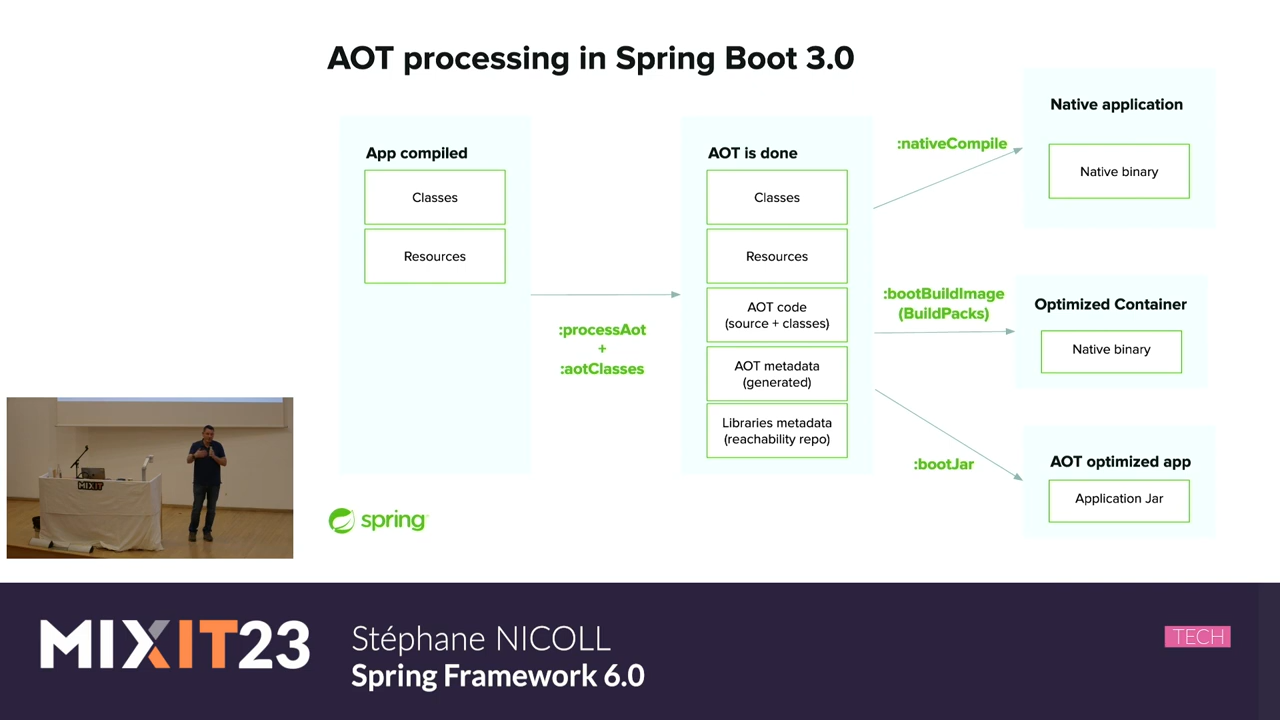 AOT processing in Spring Boot 3.0
App compiled
Classes
Resources
:processAot
+
:aotClasses
AOT is done
Classes
Resources
AOT code
(source + classes)
AOT metadata
(generated)
Libraries metadata
(reachability repo)
:nativeCompile
Native application
Native binary
:bootBuildImage
(BuildPacks)
Optimized Container
Native binary
:bootJar
AOT optimized app
Application Jar
spring
MIXIT
MIXIT23
Stéphane NICOLL
Spring Framework 6.0
TECH